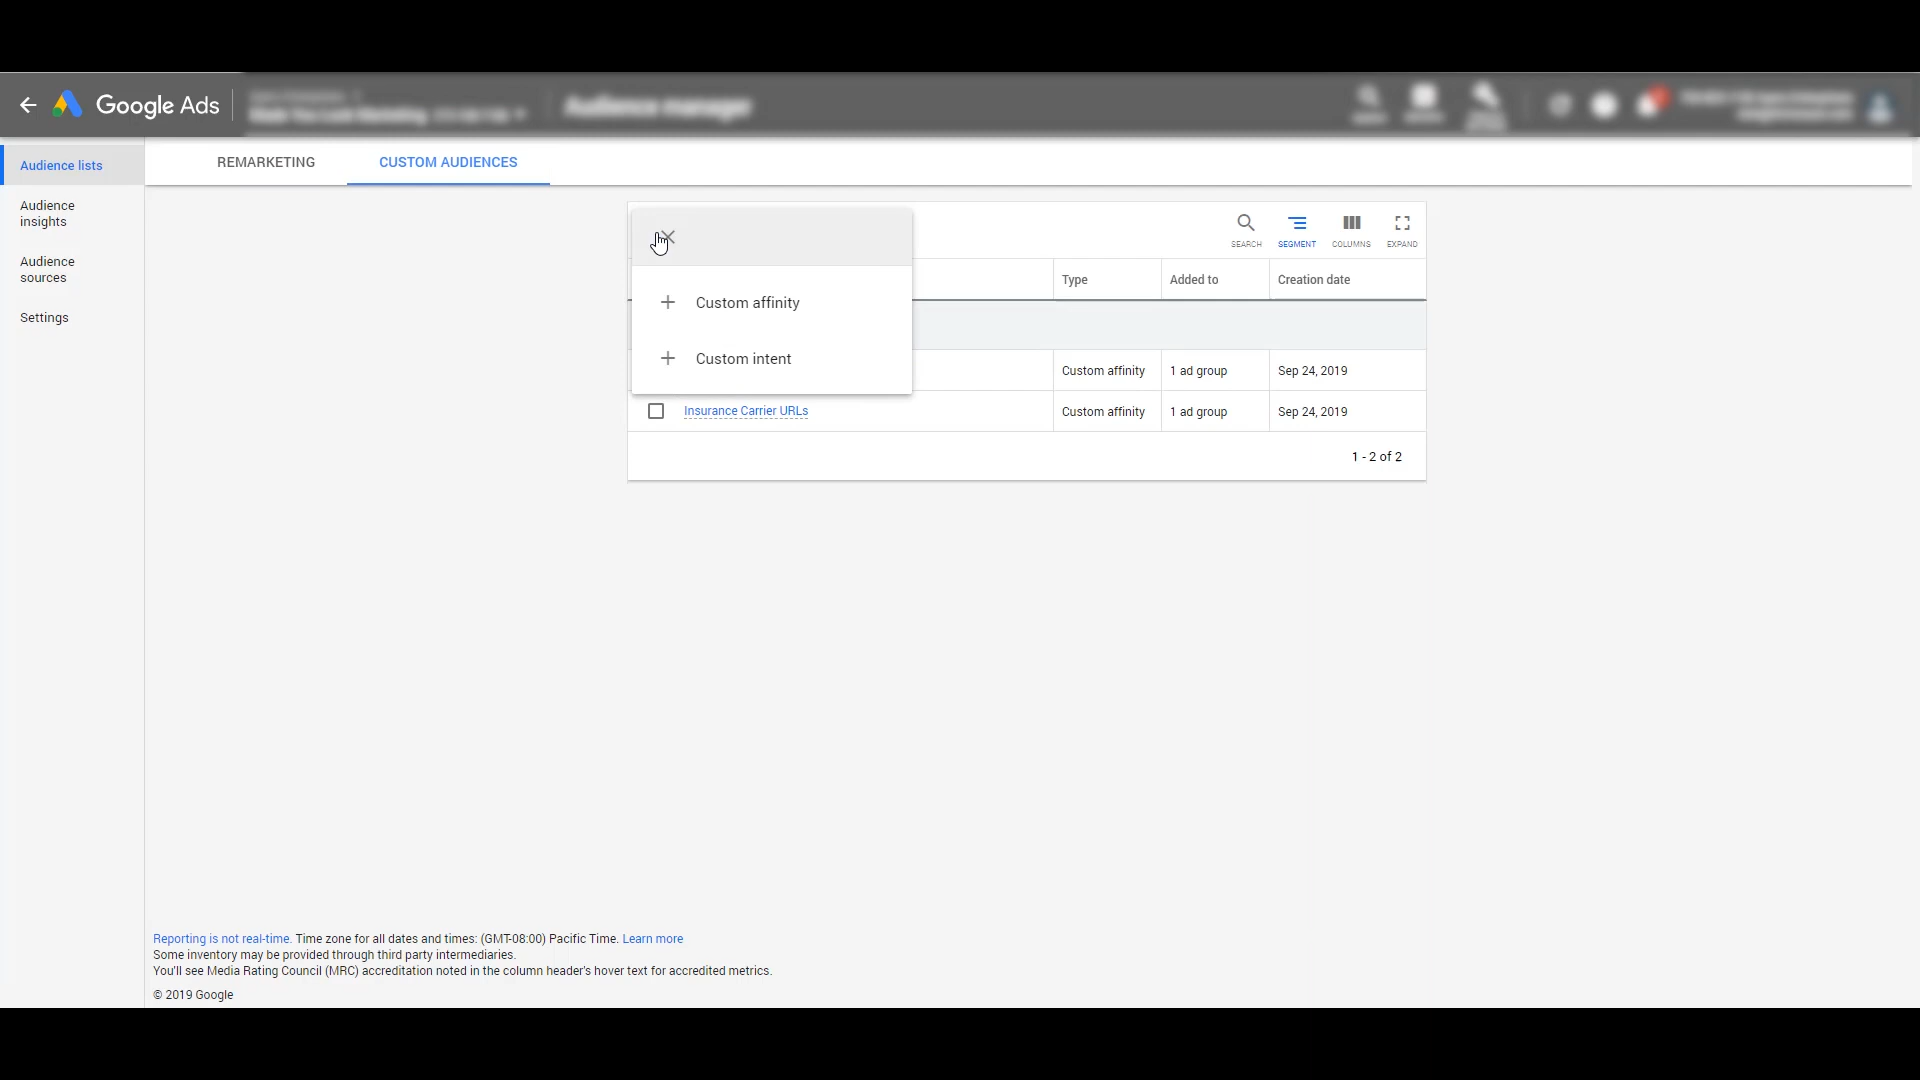 Google Ads
Audience manager
Audience lists
Audience
insights
Audience
sources
Settings
REMARKETING
CUSTOM AUDIENCES
SEARCH
SEGMENT
COLUMNS
EXPAND
Custom affinity
Custom intent
Type
Added to
Creation date
Custom affinity
1 ad group
Sep 24, 2019
Insurance Carrier URLs
Custom affinity
1 ad group
Sep 24, 2019
1 - 2 of 2
Reporting is not real-time. Time zone for all dates and times: (GMT-08:00) Pacific Time. Learn more
Some inventory may be provided through third party intermediaries.
You'll see Media Rating Council (MRC) accreditation noted in the column header's hover text for accredited metrics.
© 2019 Google